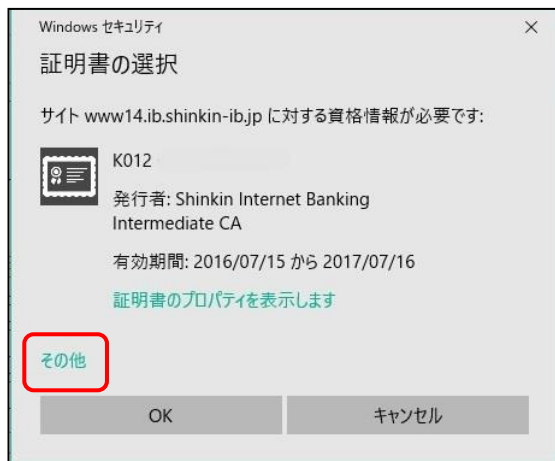 Windows セキュリティ
証明書の選択
サイト www14.ib.shinkin-ib.jp に対する資格情報が必要です:
K012
発行者: Shinkin Internet Banking
Intermediate CA
有効期間: 2016/07/15 から 2017/07/16
証明書のプロパティを表示します
その他
OK
キャンセル